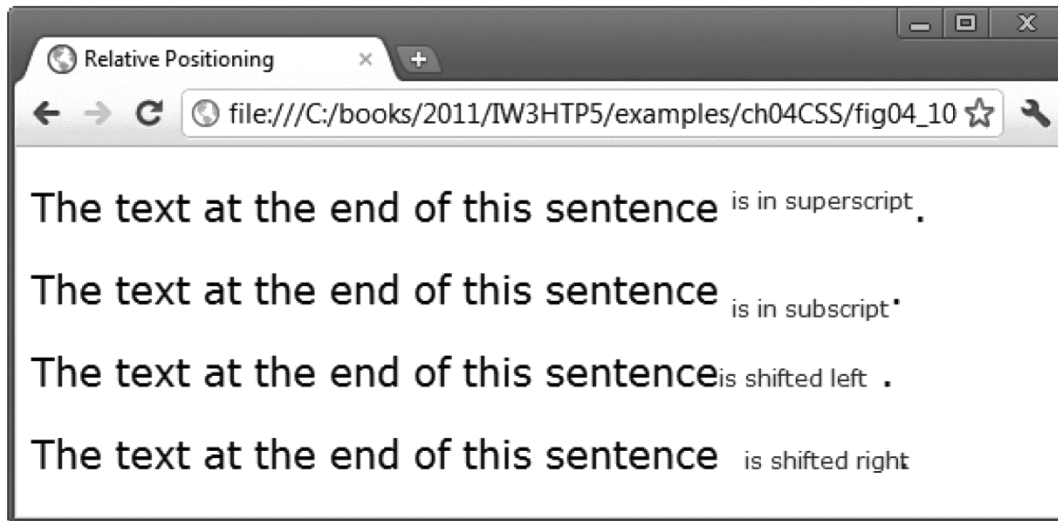 Relative Positioning
file:///C:/books/2011/IW3HTP5/examples/ch04CSS/fig04_10
The text at the end of this sentence is in superscript.
The text at the end of this sentence is in subscript.
The text at the end of this sentence is shifted left .
The text at the end of this sentence is shifted right.